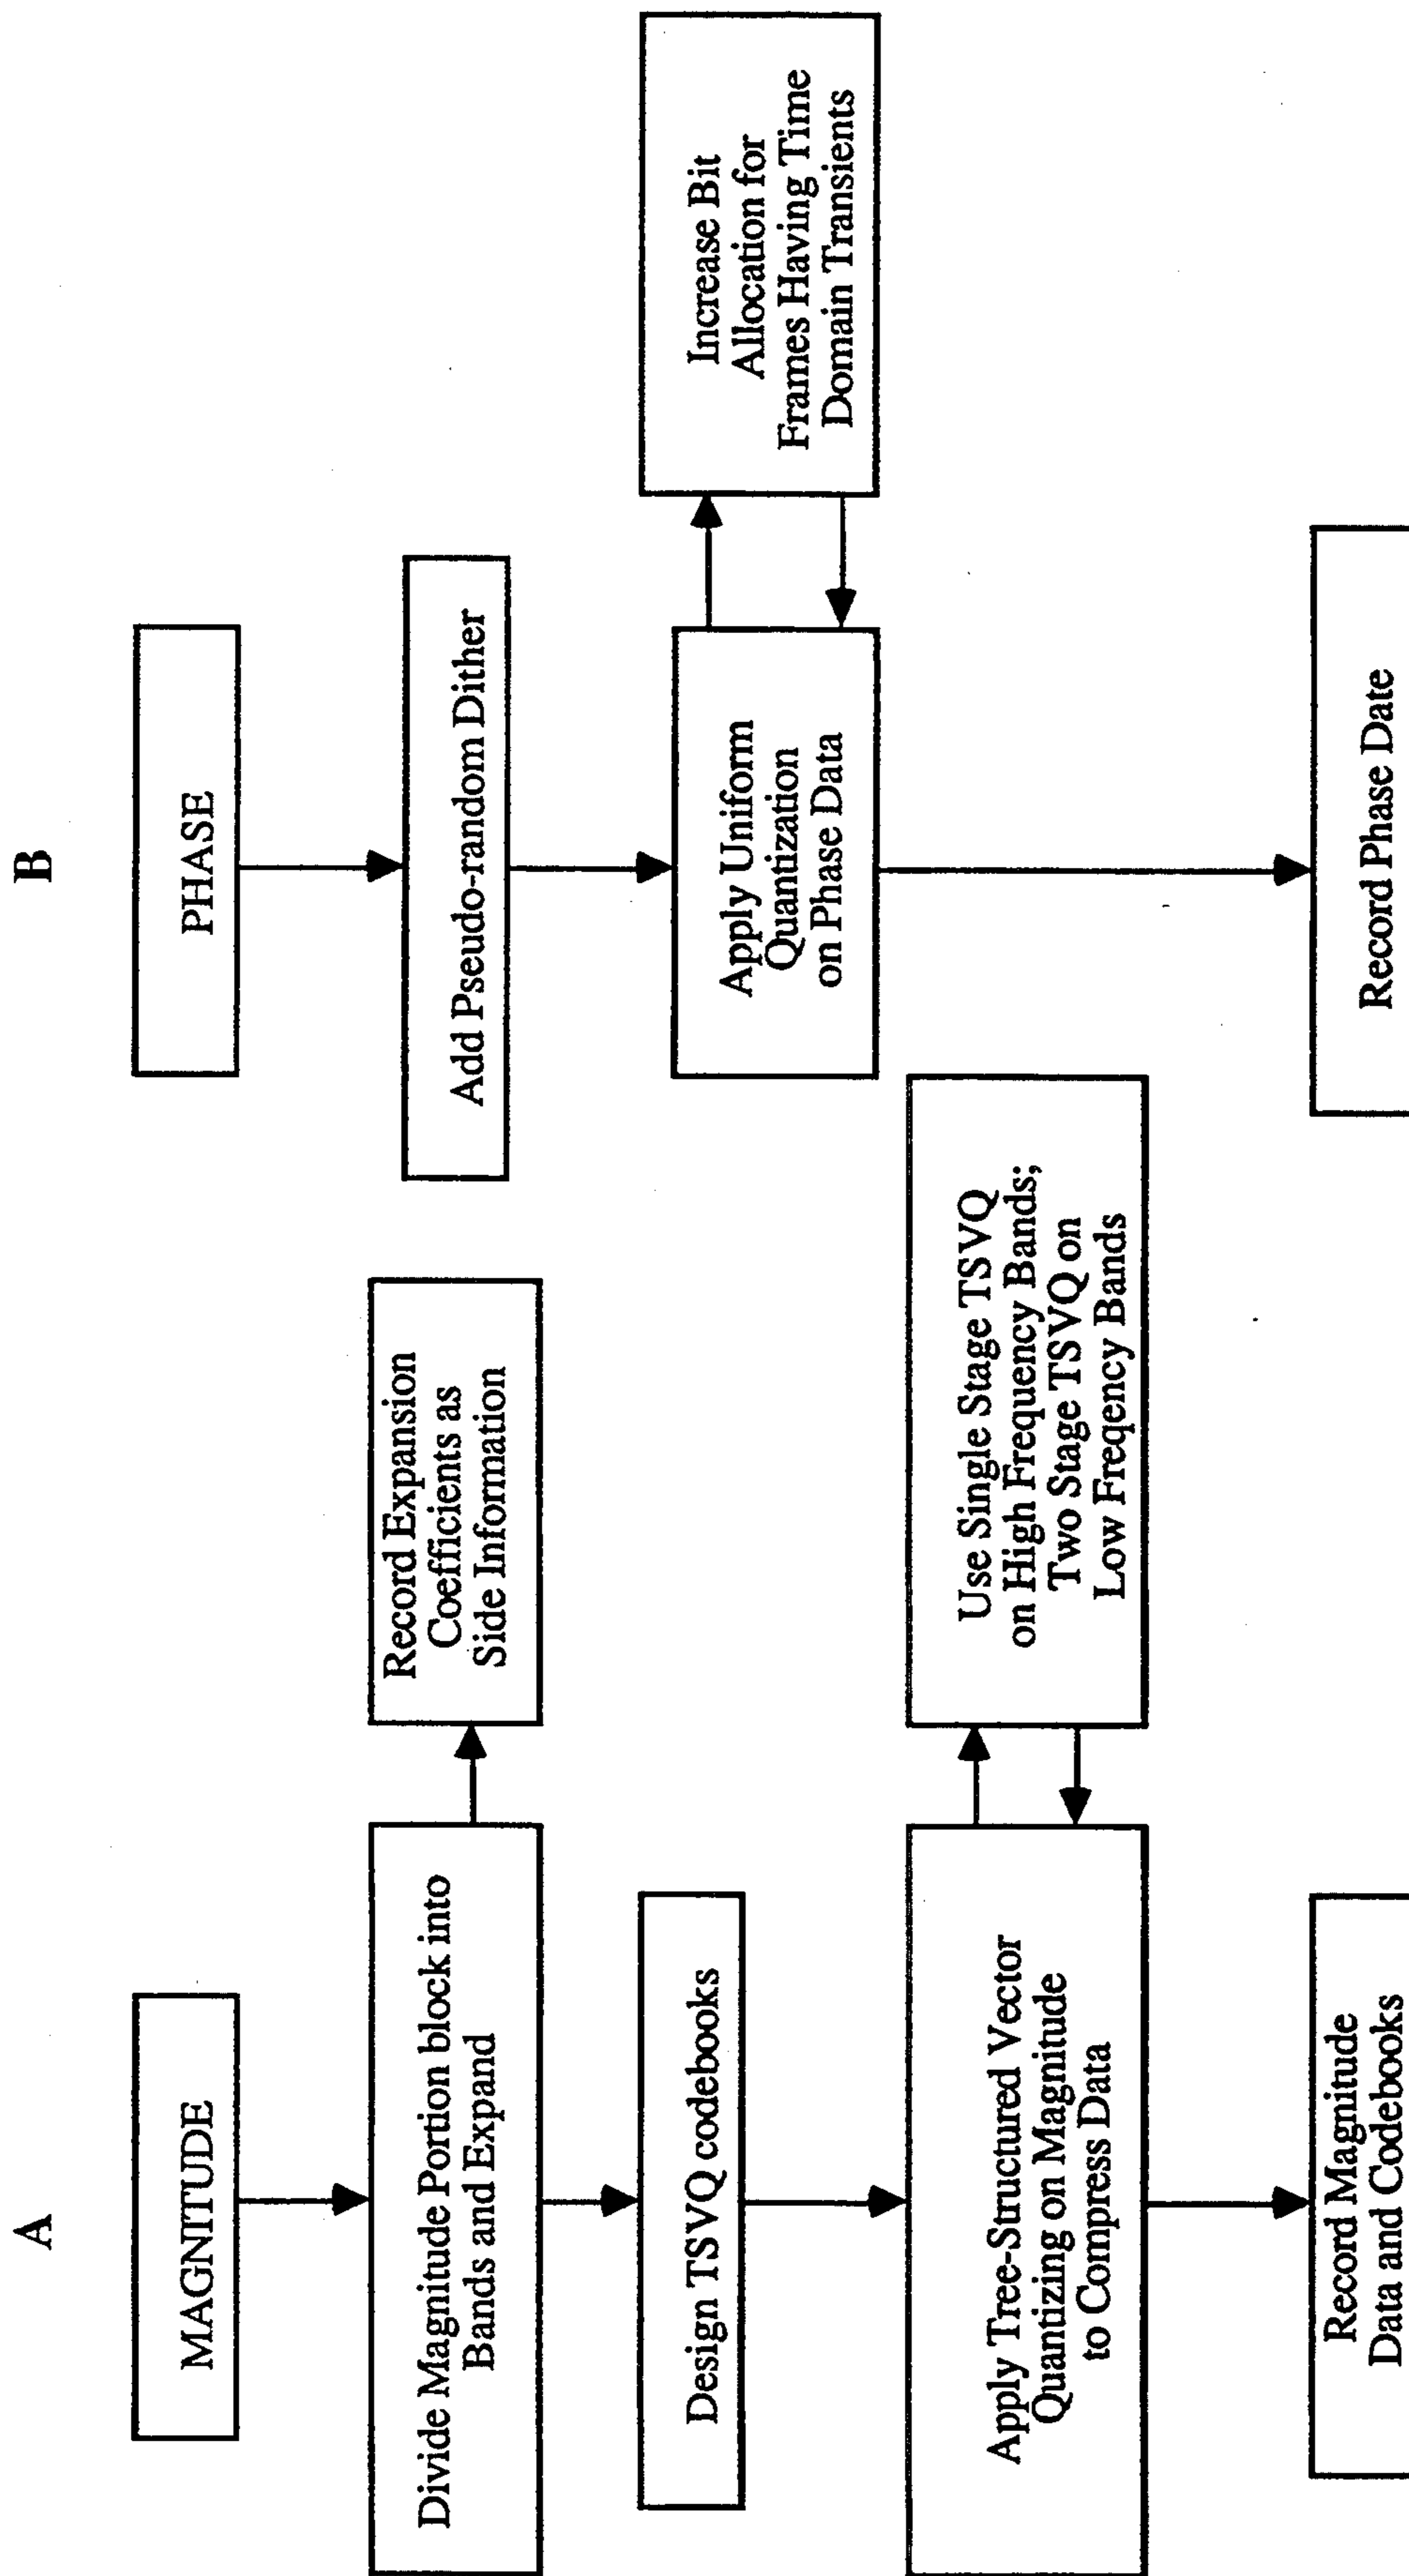 A
MAGNITUDE
Divide Magnitude Portion block into
Bands and Expand
Record Expansion
Coefficients as
Side Information
Design TSVQ codebooks
Apply Tree-Structured Vector
Quantizing on Magnitude
to Compress Data
Use Single Stage TSVQ
on High Frequency Bands;
Two Stage TSVQ on
Low Freqency Bands
Record Magnitude
Data and Codebooks
B
PHASE
Add Pseudo-random Dither
Apply Uniform
Quantization
on Phase Data
Increase Bit
Allocation for
Frames Having Time
Domain Transients
Record Phase Date